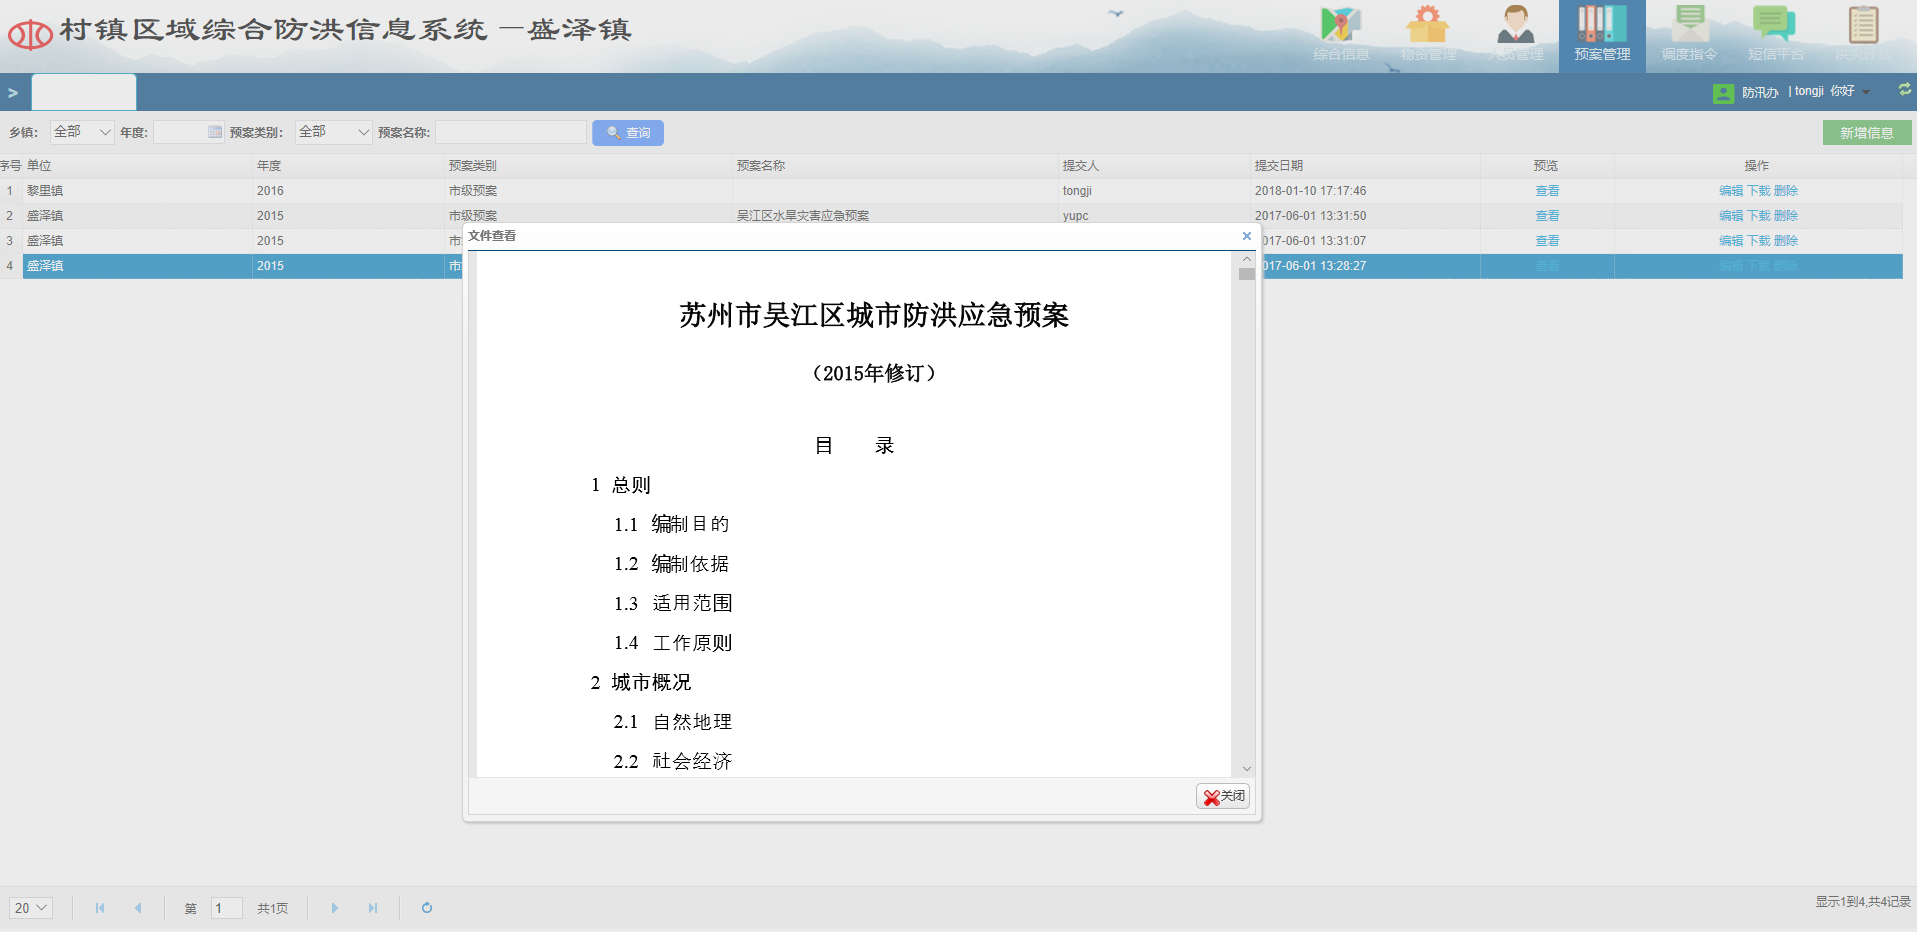 村镇区域综合防洪信息系统 —盛泽镇
综合信息 物资管理 人员管理 预案管理 调度指令 短信平台
> 防汛办 | tongji 你好
乡镇: 全部 年度: 预案类别: 全部 预案名称: 查询 新增信息
序号 单位 年度 预案类别 预案名称 提交人 提交日期 预览 操作
1 黎里镇 2016 市级预案 tongji 2018-01-10 17:17:46 查看 编辑 下载 删除
2 盛泽镇 2015 市级预案 吴江区水旱灾害应急预案 yupc 2017-06-01 13:31:50 查看 编辑 下载 删除
3 盛泽镇 2015 市 017-06-01 13:31:07 查看 编辑 下载 删除
4 盛泽镇 2015 市 017-06-01 13:28:27 查看 编辑 下载 删除
文件查看
苏州市吴江区城市防洪应急预案
（2015年修订）
目 录
1 总则
1.1 编制目的
1.2 编制依据
1.3 适用范围
1.4 工作原则
2 城市概况
2.1 自然地理
2.2 社会经济
关闭
20 第 1 共1页 显示1到4,共4记录